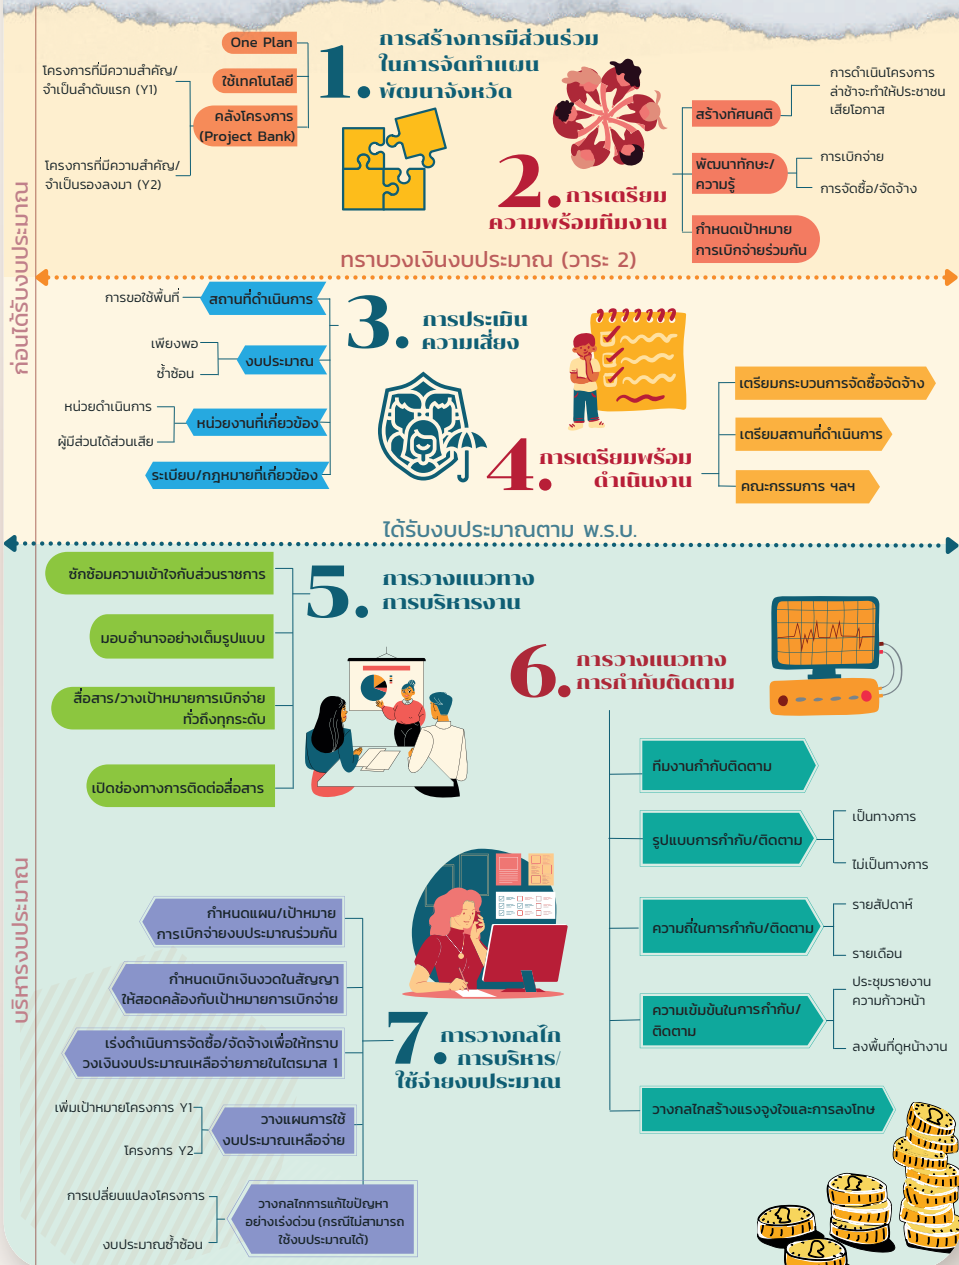 ก่อนได้รับงบประมาณ
1.
การสร้างการมีส่วนร่วม
ในการจัดทำแผน
พัฒนาจังหวัด
One Plan
ใช้เทคโนโลยี
คลังโครงการ
(Project Bank)
โครงการที่มีความสำคัญ/
จำเป็นลำดับแรก (Y1)
โครงการที่มีความสำคัญ/
จำเป็นรองลงมา (Y2)
2.
การเตรียม
ความพร้อมทีมงาน
สร้างทัศนคติ
การดำเนินโครงการ
ล่าช้าจะทำให้ประชาชน
เสียโอกาส
พัฒนาทักษะ/
ความรู้
การเบิกจ่าย
การจัดซื้อ/จัดจ้าง
กำหนดเป้าหมาย
การเบิกจ่ายร่วมกัน
ทราบวงเงินงบประมาณ (วาระ 2)
3.
การประเมิน
ความเสี่ยง
สถานที่ดำเนินการ
การขอใช้พื้นที่
งบประมาณ
เพียงพอ
ซ้ำซ้อน
หน่วยงานที่เกี่ยวข้อง
หน่วยดำเนินการ
ผู้มีส่วนได้ส่วนเสีย
ระเบียบ/กฎหมายที่เกี่ยวข้อง
4.
การเตรียมพร้อม
ดำเนินงาน
เตรียมกระบวนการจัดซื้อจัดจ้าง
เตรียมสถานที่ดำเนินการ
คณะกรรมการ ฯลฯ
ได้รับงบประมาณตาม พ.ร.บ.
บริหารงบประมาณ
5.
การวางแนวทาง
การบริหารงาน
ซักซ้อมความเข้าใจกับส่วนราชการ
มอบอำนาจอย่างเต็มรูปแบบ
สื่อสาร/วางเป้าหมายการเบิกจ่าย
ทั่วถึงทุกระดับ
เปิดช่องทางการติดต่อสื่อสาร
6.
การวางแนวทาง
การกำกับติดตาม
ทีมงานกำกับติดตาม
รูปแบบการกำกับ/ติดตาม
เป็นทางการ
ไม่เป็นทางการ
ความถี่ในการกำกับ/ติดตาม
รายสัปดาห์
รายเดือน
ความเข้มข้นในการกำกับ/
ติดตาม
ประชุมรายงาน
ความก้าวหน้า
ลงพื้นที่ดูหน้างาน
วางกลไกสร้างแรงจูงใจและการลงโทษ
7.
การวางกลไก
การบริหาร/
ใช้จ่ายงบประมาณ
กำหนดแผน/เป้าหมาย
การเบิกจ่ายงบประมาณร่วมกัน
กำหนดเบิกเงินงวดในสัญญา
ให้สอดคล้องกับเป้าหมายการเบิกจ่าย
เร่งดำเนินการจัดซื้อ/จัดจ้างเพื่อให้ทราบ
วงเงินงบประมาณเหลือจ่ายภายในไตรมาส 1
วางแผนการใช้
งบประมาณเหลือจ่าย
เพิ่มเป้าหมายโครงการ Y1
โครงการ Y2
วางกลไกการแก้ไขปัญหา
อย่างเร่งด่วน (กรณีไม่สามารถ
ใช้งบประมาณได้)
การเปลี่ยนแปลงโครงการ
งบประมาณซ้ำซ้อน